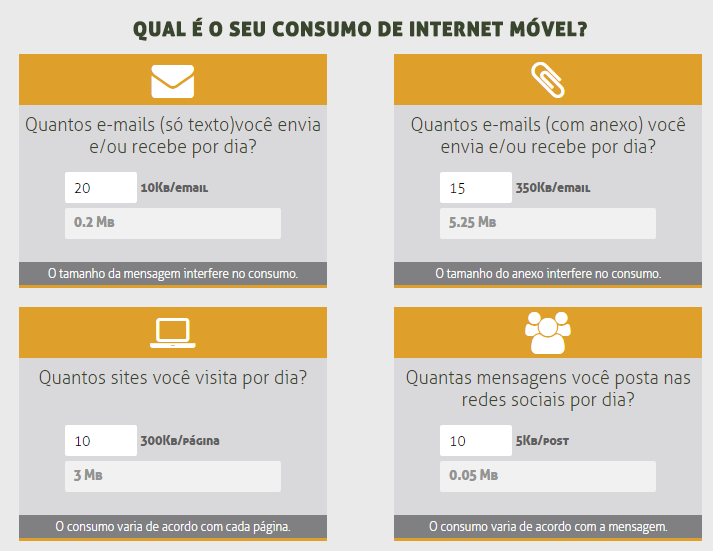 QUAL É O SEU CONSUMO DE INTERNET MÓVEL?
Quantos e-mails (só texto)você envia
e/ou recebe por dia?
20 10Kb/email
0.2 Mb
O tamanho da mensagem interfere no consumo.
Quantos e-mails (com anexo) você
envia e/ou recebe por dia?
15 350Kb/email
5.25 Mb
O tamanho do anexo interfere no consumo.
Quantos sites você visita por dia?
10 300Kb/página
3 Mb
O consumo varia de acordo com cada página.
Quantas mensagens você posta nas
redes sociais por dia?
10 5Kb/post
0.05 Mb
O consumo varia de acordo com a mensagem.